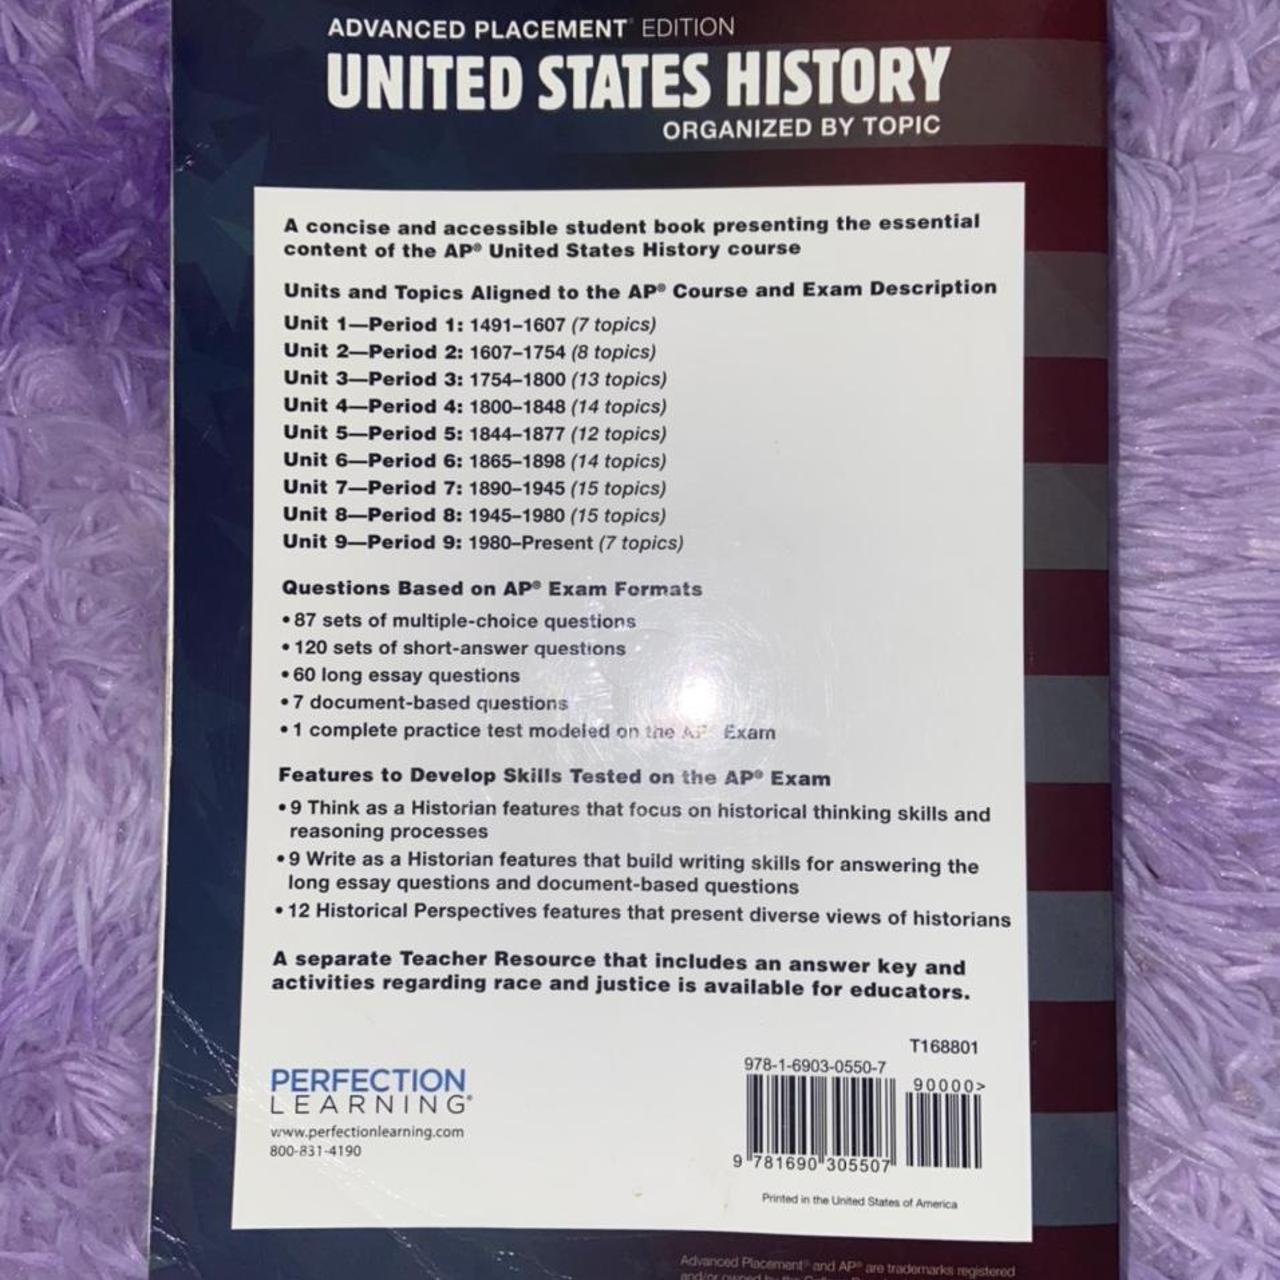 ADVANCED PLACEMENT® EDITION
UNITED STATES HISTORY
ORGANIZED BY TOPIC
A concise and accessible student book presenting the essential
content of the AP® United States History course
Units and Topics Aligned to the AP® Course and Exam Description
Unit 1—Period 1: 1491–1607 (7 topics)
Unit 2—Period 2: 1607–1754 (8 topics)
Unit 3—Period 3: 1754–1800 (13 topics)
Unit 4—Period 4: 1800–1848 (14 topics)
Unit 5—Period 5: 1844–1877 (12 topics)
Unit 6—Period 6: 1865–1898 (14 topics)
Unit 7—Period 7: 1890–1945 (15 topics)
Unit 8—Period 8: 1945–1980 (15 topics)
Unit 9—Period 9: 1980–Present (7 topics)
Questions Based on AP® Exam Formats
• 87 sets of multiple-choice questions
• 120 sets of short-answer questions
• 60 long essay questions
• 7 document-based questions
• 1 complete practice test modeled on the AP® Exam
Features to Develop Skills Tested on the AP® Exam
• 9 Think as a Historian features that focus on historical thinking skills and
reasoning processes
• 9 Write as a Historian features that build writing skills for answering the
long essay questions and document-based questions
• 12 Historical Perspectives features that present diverse views of historians
A separate Teacher Resource that includes an answer key and
activities regarding race and justice is available for educators.
T168801
978-1-6903-0550-7
90000>
PERFECTION
LEARNING®
www.perfectionlearning.com
800-831-4190
9 781690 305507
Printed in the United States of America
Advanced Placement® and AP® are trademarks registered
and/or owned by the